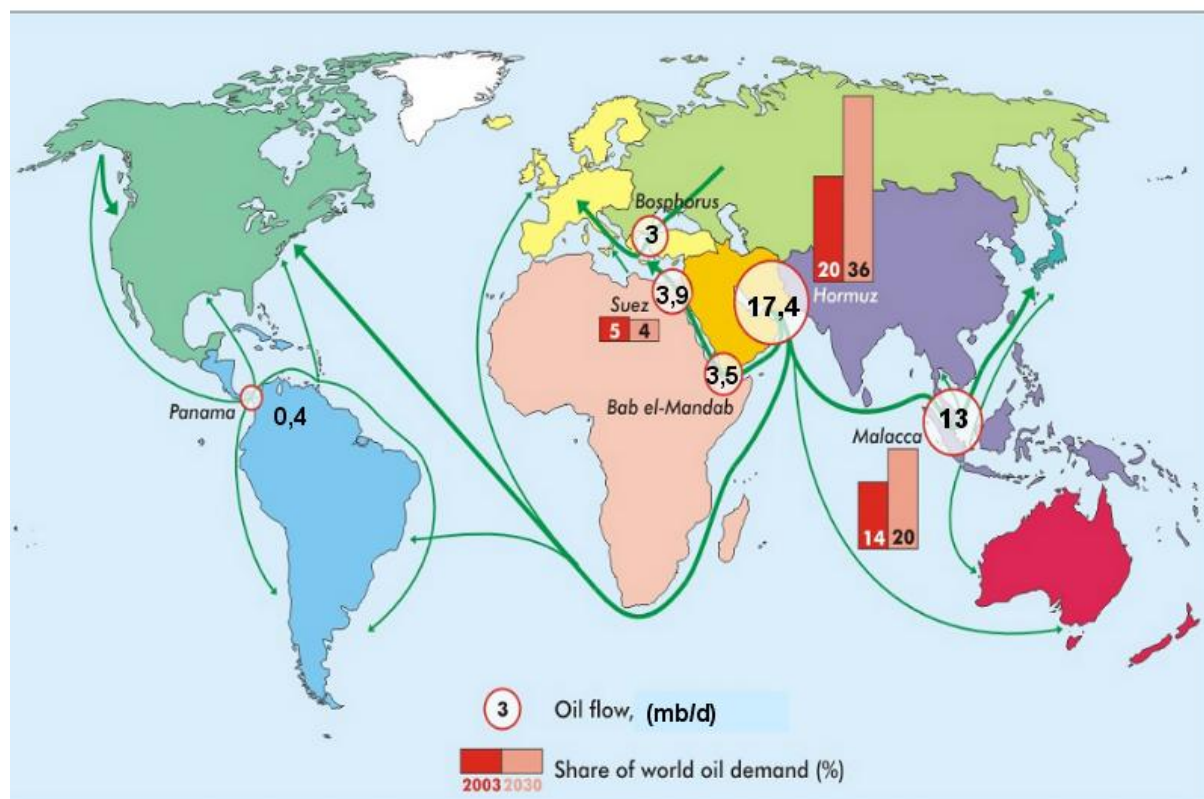 Bosphorus
3
20 36
Hormuz
3,9
17,4
Suez
5 4
3,5
Bab el-Mandab
Panama
0,4
13
Malacca
14 20
3 Oil flow, (mb/d)
Share of world oil demand (%)
2003 2030